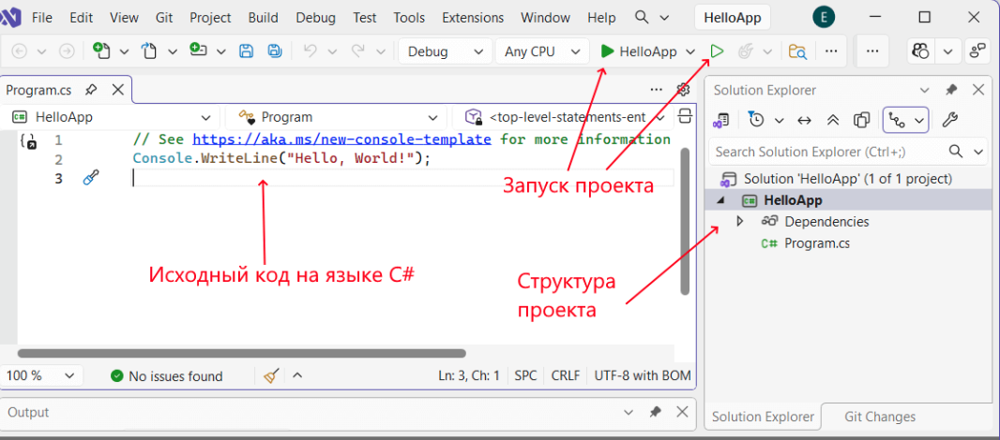 File Edit View Git Project Build Debug Test Tools Extensions Window Help HelloApp E
Debug Any CPU HelloApp
Program.cs
HelloApp Program <top-level-statements-ent
1 // See https://aka.ms/new-console-template for more information
2 Console.WriteLine("Hello, World!");
3
Исходный код на языке C#
Запуск проекта
100 % No issues found Ln: 3, Ch: 1 SPC CRLF UTF-8 with BOM
Output
Solution Explorer
Search Solution Explorer (Ctrl+;)
Solution 'HelloApp' (1 of 1 project)
C# HelloApp
Dependencies
C# Program.cs
Структура
проекта
Solution Explorer Git Changes